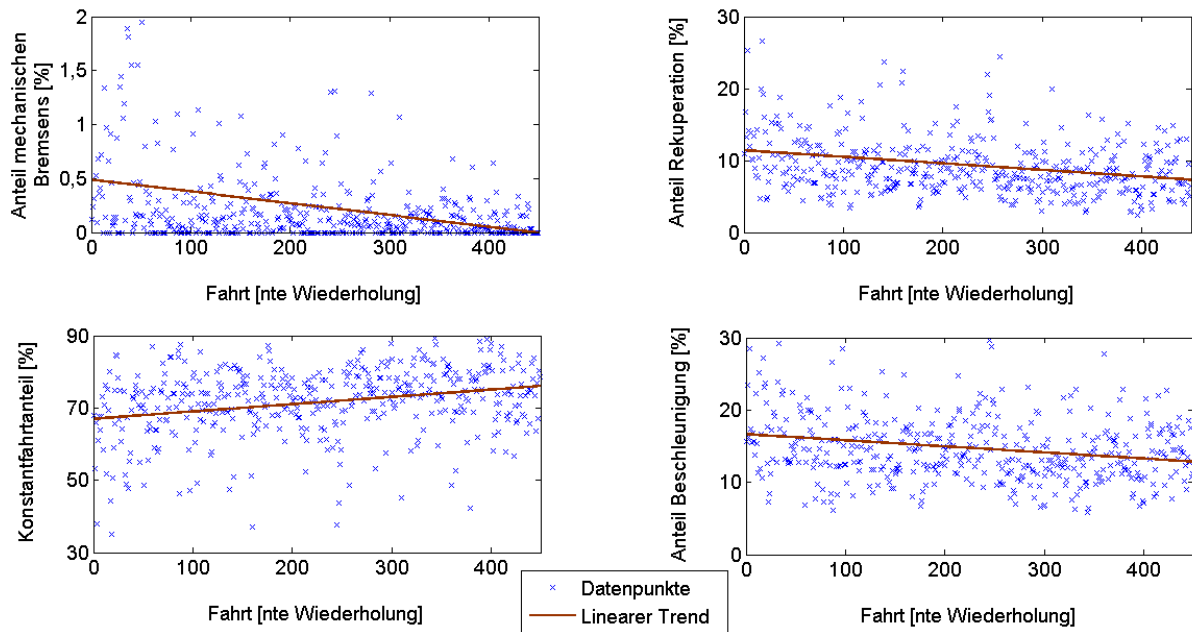 Anteil mechanischen
Bremsens [%]
2
1,5
1
0,5
0
0 100 200 300 400
Fahrt [nte Wiederholung]
Anteil Rekuperation [%]
30
20
10
0
0 100 200 300 400
Fahrt [nte Wiederholung]
Konstantfahrtanteil [%]
90
70
50
30
0 100 200 300 400
Fahrt [nte Wiederholung]
Anteil Beschleunigung [%]
30
20
10
0
0 100 200 300 400
Fahrt [nte Wiederholung]
Datenpunkte
Linearer Trend